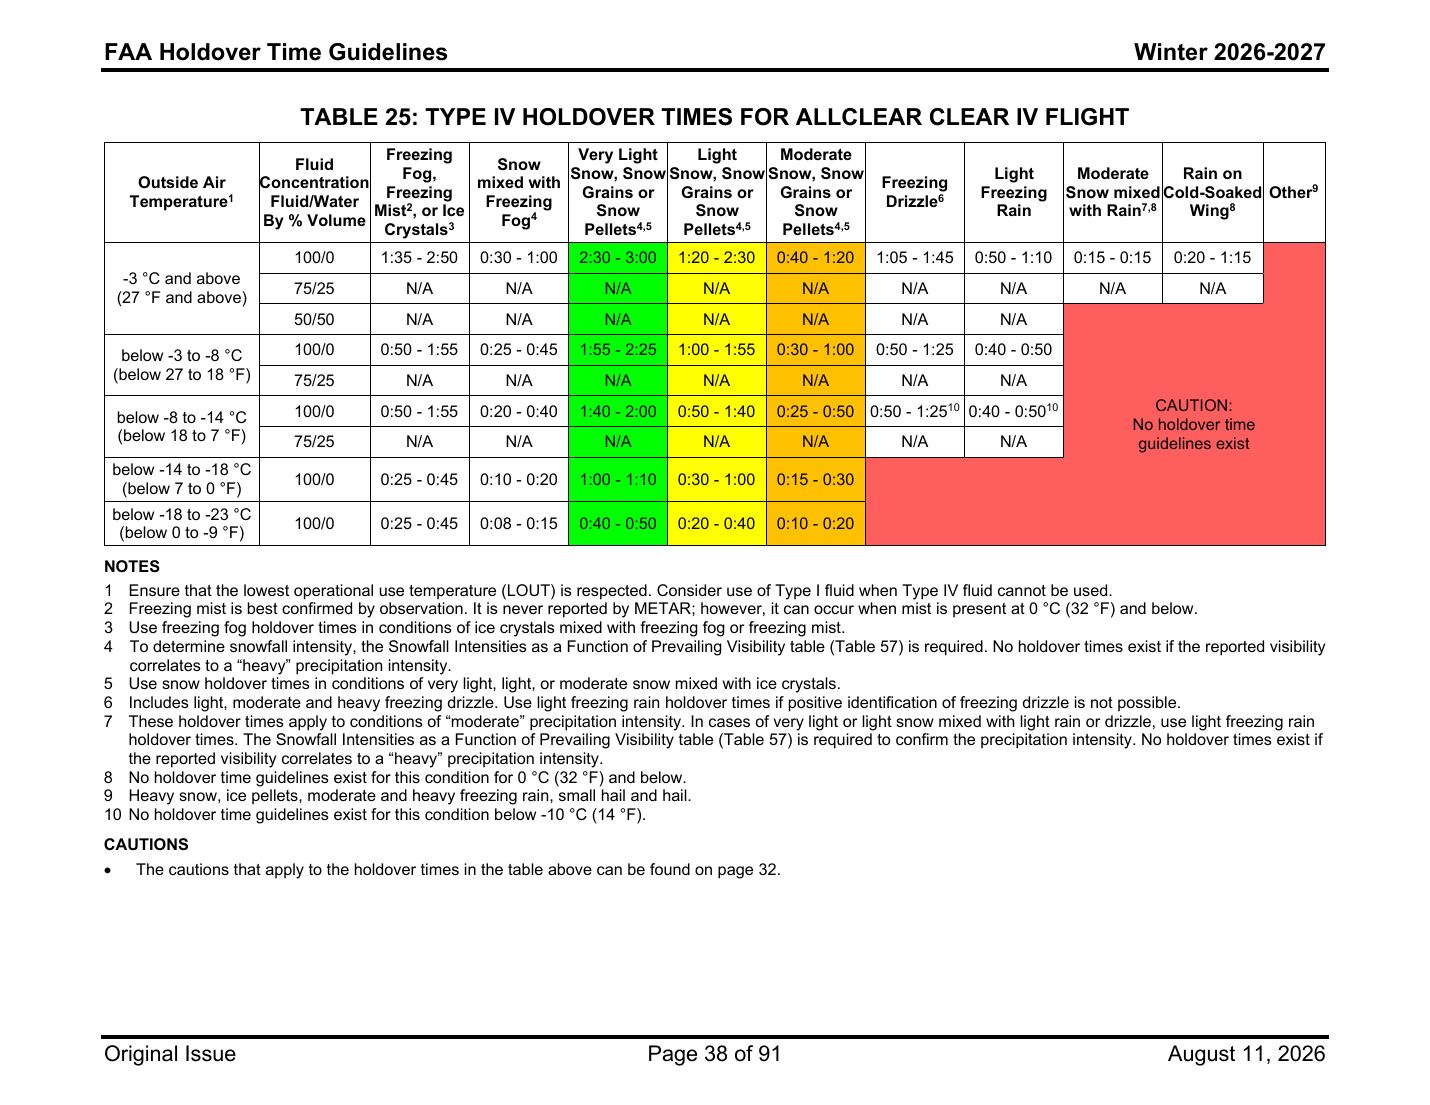 FAA Holdover Time Guidelines
Winter 2026-2027
TABLE 25: TYPE IV HOLDOVER TIMES FOR ALLCLEAR CLEAR IV FLIGHT
Outside Air
Temperature1
Fluid
Concentration
Fluid/Water
By % Volume
Freezing
Fog,
Freezing
Mist2, or Ice
Crystals3
Snow
mixed with
Freezing
Fog4
Very Light
Snow, Snow
Grains or
Snow
Pellets4,5
Light
Snow, Snow
Grains or
Snow
Pellets4,5
Moderate
Snow, Snow
Grains or
Snow
Pellets4,5
Freezing
Drizzle6
Light
Freezing
Rain
Moderate
Snow mixed
with Rain7,8
Rain on
Cold-Soaked
Wing8
Other9
-3 °C and above
(27 °F and above)
100/0 1:35 - 2:50 0:30 - 1:00 2:30 - 3:00 1:20 - 2:30 0:40 - 1:20 1:05 - 1:45 0:50 - 1:10 0:15 - 0:15 0:20 - 1:15
75/25 N/A N/A N/A N/A N/A N/A N/A N/A N/A
50/50 N/A N/A N/A N/A N/A N/A N/A
below -3 to -8 °C
(below 27 to 18 °F)
100/0 0:50 - 1:55 0:25 - 0:45 1:55 - 2:25 1:00 - 1:55 0:30 - 1:00 0:50 - 1:25 0:40 - 0:50
75/25 N/A N/A N/A N/A N/A N/A N/A
below -8 to -14 °C
(below 18 to 7 °F)
100/0 0:50 - 1:55 0:20 - 0:40 1:40 - 2:00 0:50 - 1:40 0:25 - 0:50 0:50 - 1:2510 0:40 - 0:5010
75/25 N/A N/A N/A N/A N/A N/A N/A
CAUTION:
No holdover time
guidelines exist
below -14 to -18 °C
(below 7 to 0 °F)
100/0 0:25 - 0:45 0:10 - 0:20 1:00 - 1:10 0:30 - 1:00 0:15 - 0:30
below -18 to -23 °C
(below 0 to -9 °F)
100/0 0:25 - 0:45 0:08 - 0:15 0:40 - 0:50 0:20 - 0:40 0:10 - 0:20
NOTES
1 Ensure that the lowest operational use temperature (LOUT) is respected. Consider use of Type I fluid when Type IV fluid cannot be used.
2 Freezing mist is best confirmed by observation. It is never reported by METAR; however, it can occur when mist is present at 0 °C (32 °F) and below.
3 Use freezing fog holdover times in conditions of ice crystals mixed with freezing fog or freezing mist.
4 To determine snowfall intensity, the Snowfall Intensities as a Function of Prevailing Visibility table (Table 57) is required. No holdover times exist if the reported visibility
correlates to a “heavy” precipitation intensity.
5 Use snow holdover times in conditions of very light, light, or moderate snow mixed with ice crystals.
6 Includes light, moderate and heavy freezing drizzle. Use light freezing rain holdover times if positive identification of freezing drizzle is not possible.
7 These holdover times apply to conditions of “moderate” precipitation intensity. In cases of very light or light snow mixed with light rain or drizzle, use light freezing rain
holdover times. The Snowfall Intensities as a Function of Prevailing Visibility table (Table 57) is required to confirm the precipitation intensity. No holdover times exist if
the reported visibility correlates to a “heavy” precipitation intensity.
8 No holdover time guidelines exist for this condition for 0 °C (32 °F) and below.
9 Heavy snow, ice pellets, moderate and heavy freezing rain, small hail and hail.
10 No holdover time guidelines exist for this condition below -10 °C (14 °F).
CAUTIONS
• The cautions that apply to the holdover times in the table above can be found on page 32.
Original Issue
Page 38 of 91
August 11, 2026